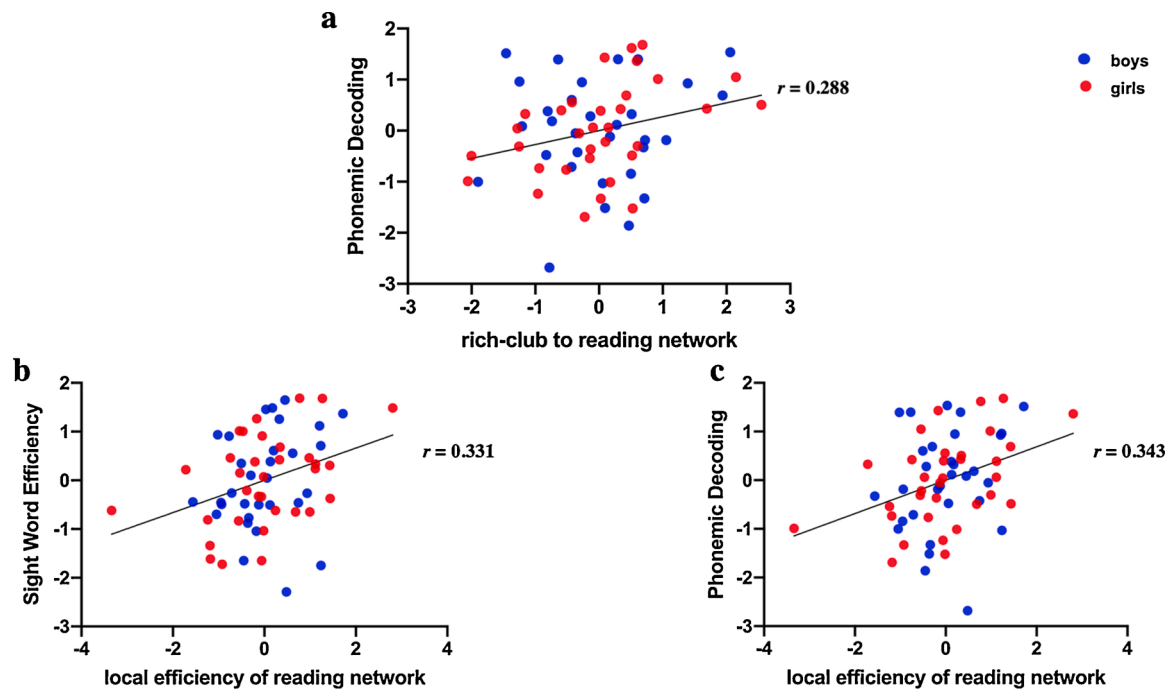 a
2
1
0
-1
-2
-3
Phonemic Decoding
-3 -2 -1 0 1 2 3
rich-club to reading network
r = 0.288
boys
girls
b
2
1
0
-1
-2
-3
Sight Word Efficiency
-4 -2 0 2 4
local efficiency of reading network
r = 0.331
c
2
1
0
-1
-2
-3
Phonemic Decoding
-4 -2 0 2 4
local efficiency of reading network
r = 0.343